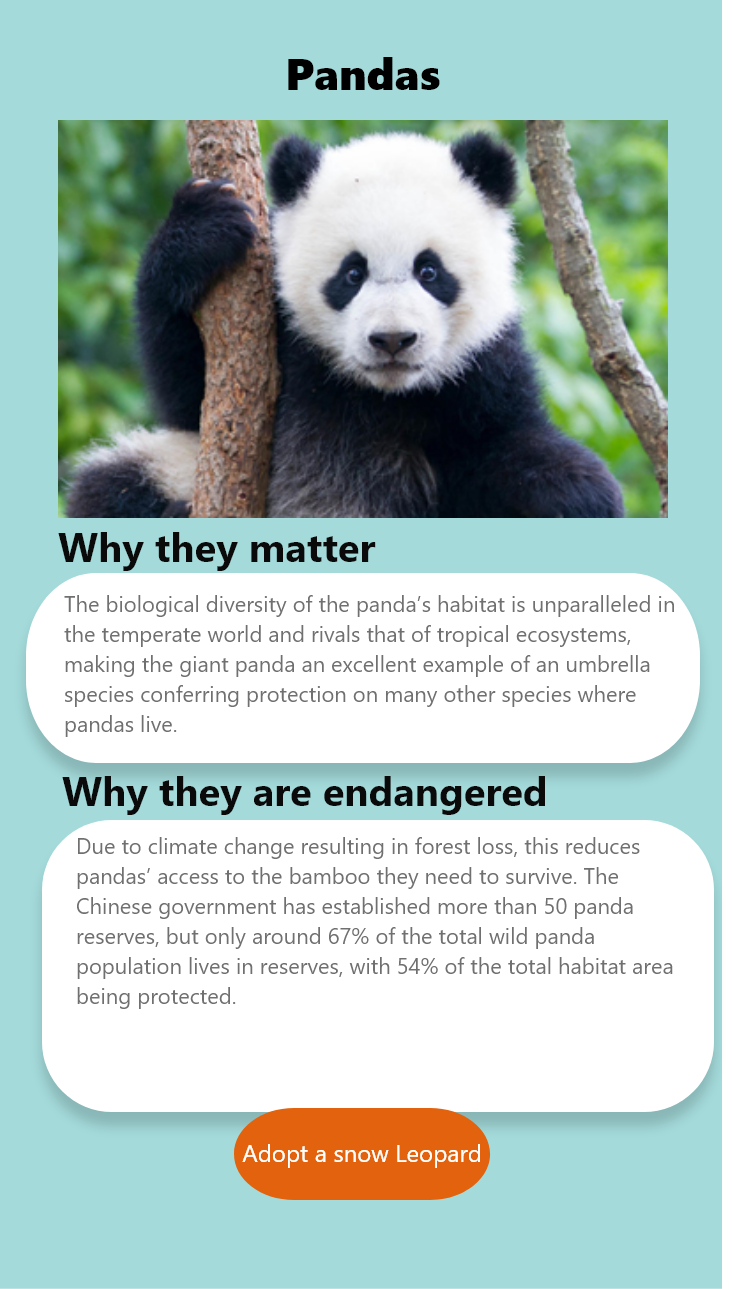 Pandas
Why they matter
The biological diversity of the panda’s habitat is unparalleled in
the temperate world and rivals that of tropical ecosystems,
making the giant panda an excellent example of an umbrella
species conferring protection on many other species where
pandas live.
Why they are endangered
Due to climate change resulting in forest loss, this reduces
pandas’ access to the bamboo they need to survive. The
Chinese government has established more than 50 panda
reserves, but only around 67% of the total wild panda
population lives in reserves, with 54% of the total habitat area
being protected.
Adopt a snow Leopard